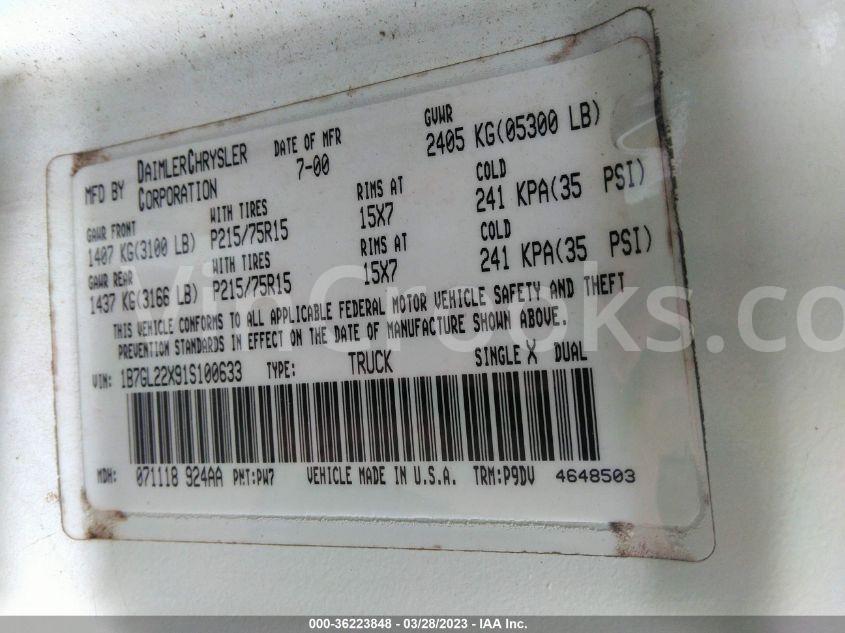 MFD BY DAIMLERCHRYSLER CORPORATION DATE OF MFR 7-00 GVWR 2405 KG(05300 LB)
GAWR FRONT WITH TIRES RIMS AT COLD
1407 KG(3100 LB) P215/75R15 15X7 241 KPA(35 PSI)
GAWR REAR WITH TIRES RIMS AT COLD
1437 KG(3166 LB) P215/75R15 15X7 241 KPA(35 PSI)
THIS VEHICLE CONFORMS TO ALL APPLICABLE FEDERAL MOTOR VEHICLE SAFETY AND THEFT
PREVENTION STANDARDS IN EFFECT ON THE DATE OF MANUFACTURE SHOWN ABOVE.
VIN: 1B7GL22X91S100633 TYPE: TRUCK SINGLE X DUAL
MDH: 071118 924AA PNT:PW7 VEHICLE MADE IN U.S.A. TRM:P9DV 4648503
VinCrooks.com
000-36223848 - 03/28/2023 - IAA Inc.